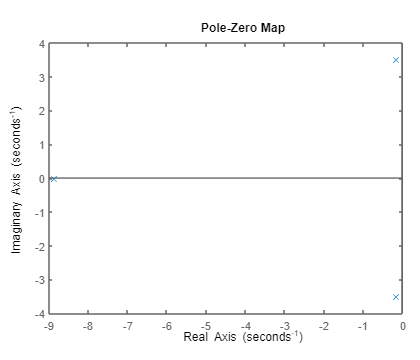 Pole-Zero Map
4
3
2
1
0
-1
-2
-3
-4
Imaginary Axis (seconds⁻¹)
-9 -8 -7 -6 -5 -4 -3 -2 -1 0
Real Axis (seconds⁻¹)